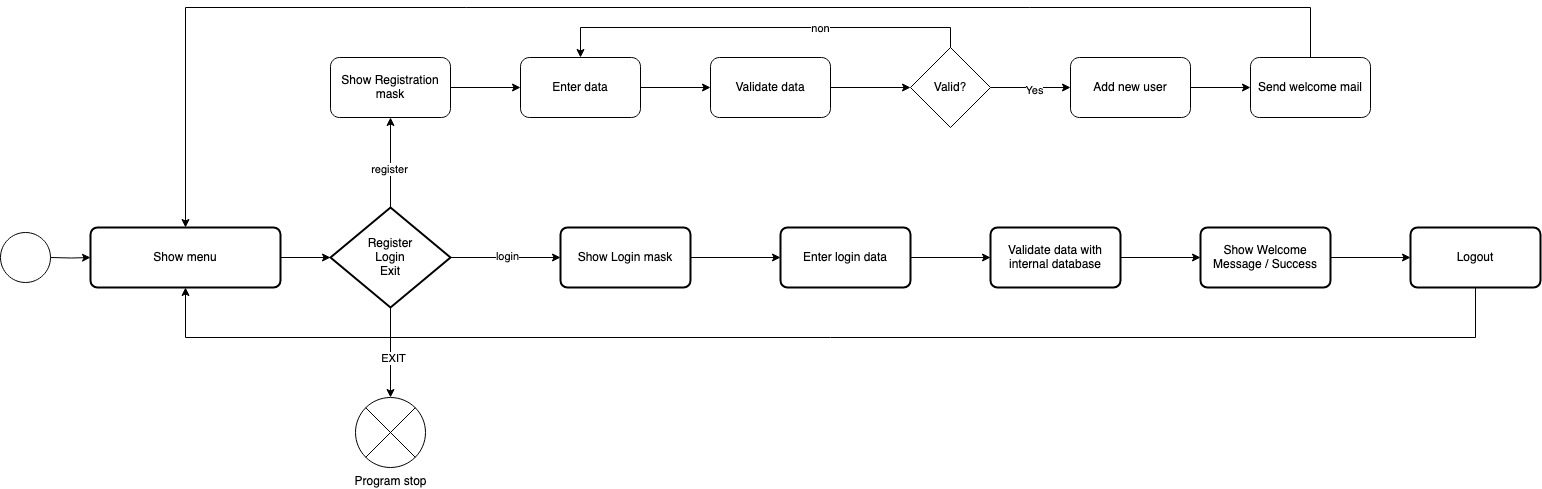 non
Show Registration
mask
Enter data
Validate data
Valid?
Yes
Add new user
Send welcome mail
register
Show menu
Register
Login
Exit
login
Show Login mask
Enter login data
Validate data with
internal database
Show Welcome
Message / Success
Logout
EXIT
Program stop